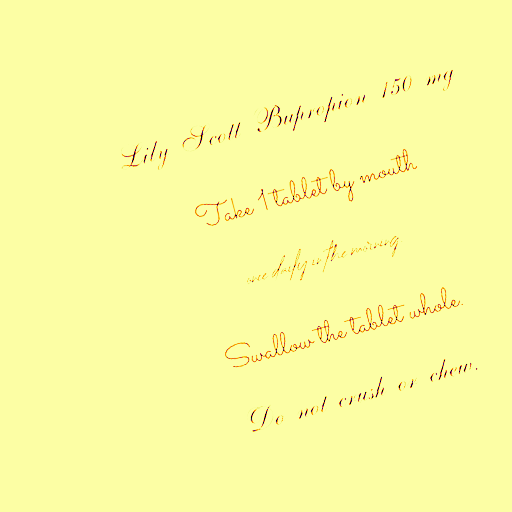 Lily Scott Bupropion 150 mg
Take 1 tablet by mouth
one daily in the morning
Swallow the tablet whole.
Do not crush or chew.